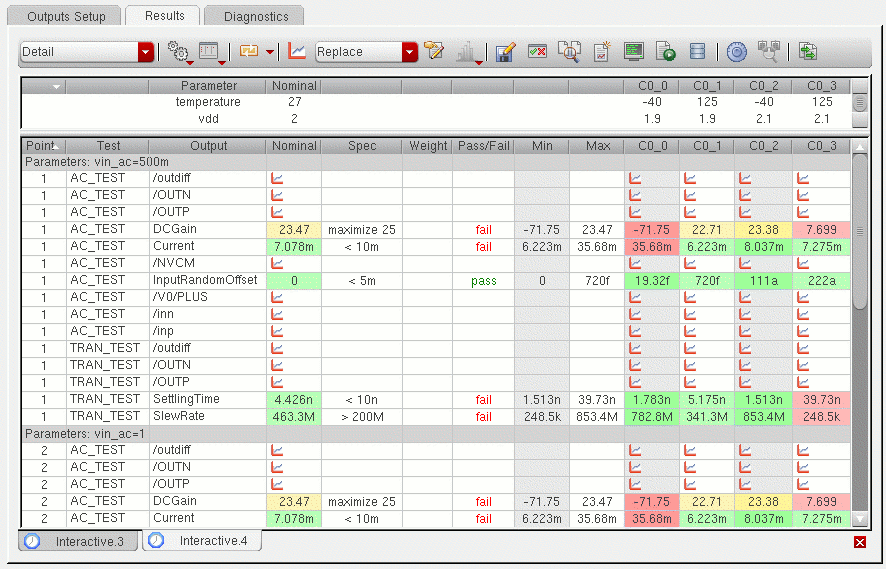 Outputs Setup Results Diagnostics
Detail Replace
Parameter Nominal C0_0 C0_1 C0_2 C0_3
temperature 27 -40 125 -40 125
vdd 2 1.9 1.9 2.1 2.1
Point Test Output Nominal Spec Weight Pass/Fail Min Max C0_0 C0_1 C0_2 C0_3
Parameters: vin_ac=500m
1 AC_TEST /outdiff
1 AC_TEST /OUTN
1 AC_TEST /OUTP
1 AC_TEST DCGain 23.47 maximize 25 fail -71.75 23.47 -71.75 22.71 23.38 7.699
1 AC_TEST Current 7.078m < 10m fail 6.223m 35.68m 35.68m 6.223m 8.037m 7.275m
1 AC_TEST /NVCM
1 AC_TEST InputRandomOffset 0 < 5m pass 0 720f 19.32f 720f 111a 222a
1 AC_TEST /V0/PLUS
1 AC_TEST /inn
1 AC_TEST /inp
1 TRAN_TEST /outdiff
1 TRAN_TEST /OUTN
1 TRAN_TEST /OUTP
1 TRAN_TEST SettlingTime 4.426n < 10n fail 1.513n 39.73n 1.783n 5.175n 1.513n 39.73n
1 TRAN_TEST SlewRate 463.3M > 200M fail 248.5k 853.4M 782.8M 341.3M 853.4M 248.5k
Parameters: vin_ac=1
2 AC_TEST /outdiff
2 AC_TEST /OUTN
2 AC_TEST /OUTP
2 AC_TEST DCGain 23.47 maximize 25 fail -71.75 23.47 -71.75 22.71 23.38 7.699
2 AC_TEST Current 7.078m < 10m fail 6.223m 35.68m 35.68m 6.223m 8.037m 7.275m
Interactive.3 Interactive.4